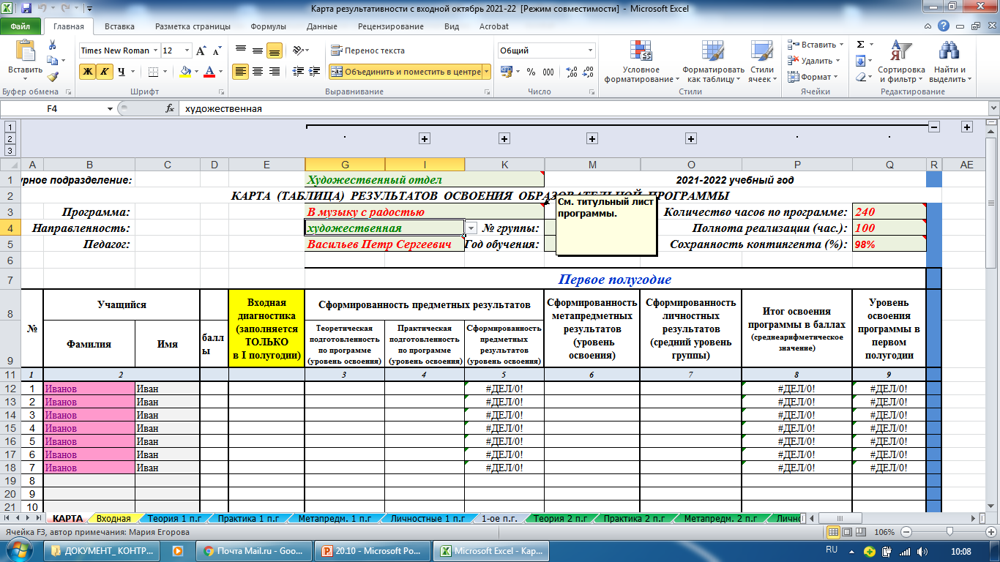 Карта результативности с входной октябрь 2021-22 [Режим совместимости] - Microsoft Excel
Файл Главная Вставка Разметка страницы Формулы Данные Рецензирование Вид Acrobat
Вставить
Буфер обмена
Times New Roman 12
Ж К Ч
Шрифт
Перенос текста
Объединить и поместить в центре
Выравнивание
Общий
% 000
Число
Условное форматирование
Форматировать как таблицу
Стили ячеек
Стили
Вставить
Удалить
Формат
Ячейки
Сортировка и фильтр
Найти и выделить
Редактирование
F4 fx художественная
1
2
3
A B C D E G I K M O P Q R AE
1 урное подразделение: Художественный отдел 2021-2022 учебный год
2 КАРТА (ТАБЛИЦА) РЕЗУЛЬТАТОВ ОСВОЕНИЯ ОБРАЗОВАТЕЛЬНОЙ ПРОГРАММЫ
См. титульный лист программы.
3 Программа: В музыку с радостью Количество часов по программе: 240
4 Направленность: художественная № группы: Полнота реализации (час.): 100
5 Педагог: Васильев Петр Сергеевич Год обучения: Сохранность контингента (%): 98%
6
7 Первое полугодие
8
9
№
Учащийся
Фамилия Имя
баллы
Входная диагностика (заполняется ТОЛЬКО в I полугодии)
Сформированность предметных результатов
Теоретическая подготовленность по программе (уровень освоения)
Практическая подготовленность по программе (уровень освоения)
Сформированность предметных результатов (уровень освоения)
Сформированность метапредметных результатов (уровень освоения)
Сформированность личностных результатов (средний уровень группы)
Итог освоения программы в баллах (среднеарифметическое значение)
Уровень освоения программы в первом полугодии
11 1 2 3 4 5 6 7 8 9
12 1 Иванов Иван #ДЕЛ/0! #ДЕЛ/0! #ДЕЛ/0!
13 2 Иванов Иван #ДЕЛ/0! #ДЕЛ/0! #ДЕЛ/0!
14 3 Иванов Иван #ДЕЛ/0! #ДЕЛ/0! #ДЕЛ/0!
15 4 Иванов Иван #ДЕЛ/0! #ДЕЛ/0! #ДЕЛ/0!
16 5 Иванов Иван #ДЕЛ/0! #ДЕЛ/0! #ДЕЛ/0!
17 6 Иванов Иван #ДЕЛ/0! #ДЕЛ/0! #ДЕЛ/0!
18 7 Иванов Иван #ДЕЛ/0! #ДЕЛ/0! #ДЕЛ/0!
19 8
20 9
21 10
КАРТА Входная Теория 1 п.г Практика 1 п.г Метапредм. 1 п.г Личностные 1 п.г 1-ое п.г. Теория 2 п.г Практика 2 п.г Метапредм. 2 п.г Личн
Ячейка F3, автор примечания: Мария Егорова 106%
ДОКУМЕНТ_ КОНТР... Почта Mail.ru - Goo... 20.10 - Microsoft Po... Microsoft Excel - Кар... RU 10:08